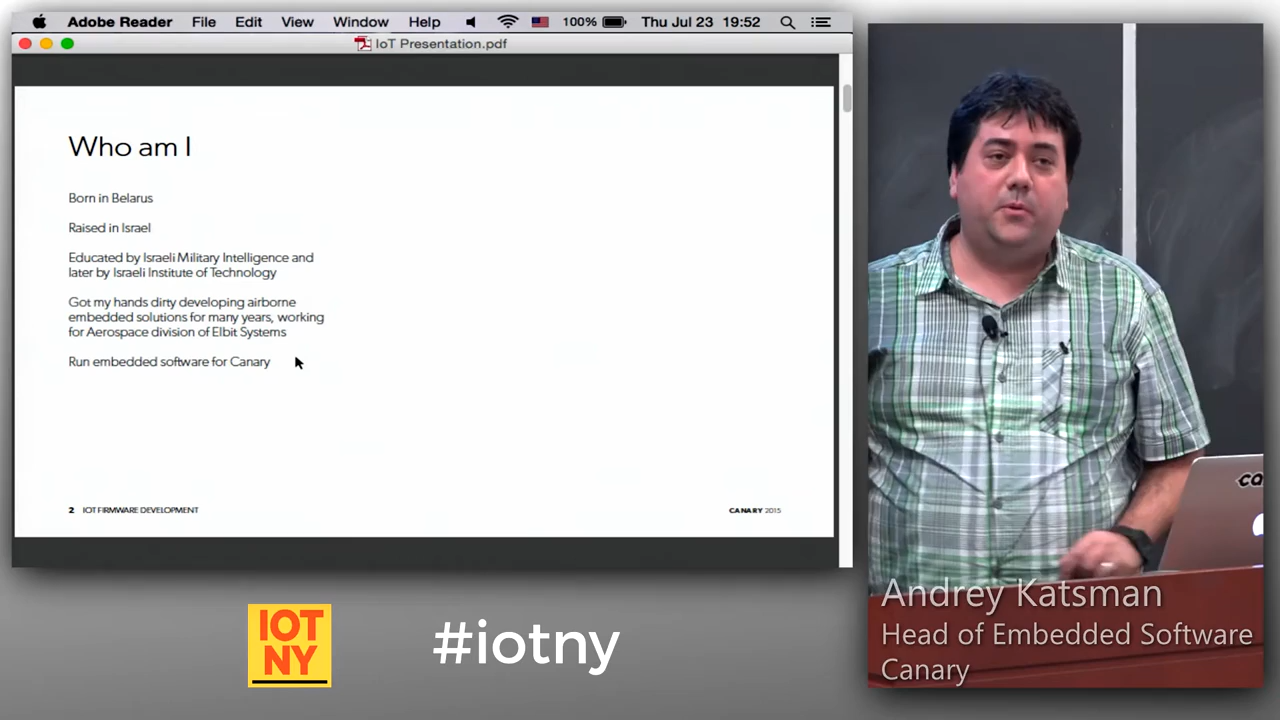 Adobe Reader File Edit View Window Help 100% Thu Jul 23 19:52
IoT Presentation.pdf
Who am I
Born in Belarus
Raised in Israel
Educated by Israeli Military Intelligence and
later by Israeli Institute of Technology
Got my hands dirty developing airborne
embedded solutions for many years, working
for Aerospace division of Elbit Systems
Run embedded software for Canary
2 IOT FIRMWARE DEVELOPMENT
CANARY 2015
IOT
NY
#iotny
ca
Andrey Katsman
Head of Embedded Software
Canary